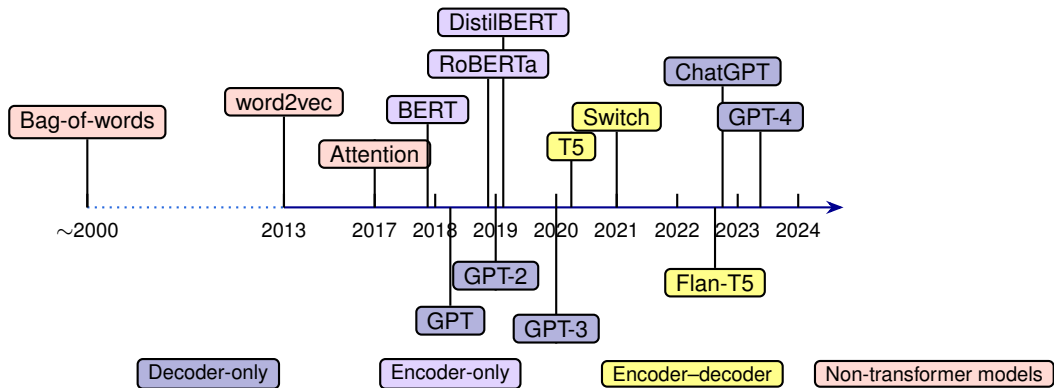 DistilBERT
RoBERTa
ChatGPT
Bag-of-words
word2vec
BERT
Switch
GPT-4
Attention
T5
~2000
2013
2017
2018
2019
2020
2021
2022
2023
2024
GPT-2
Flan-T5
GPT
GPT-3
Decoder-only
Encoder-only
Encoder–decoder
Non-transformer models